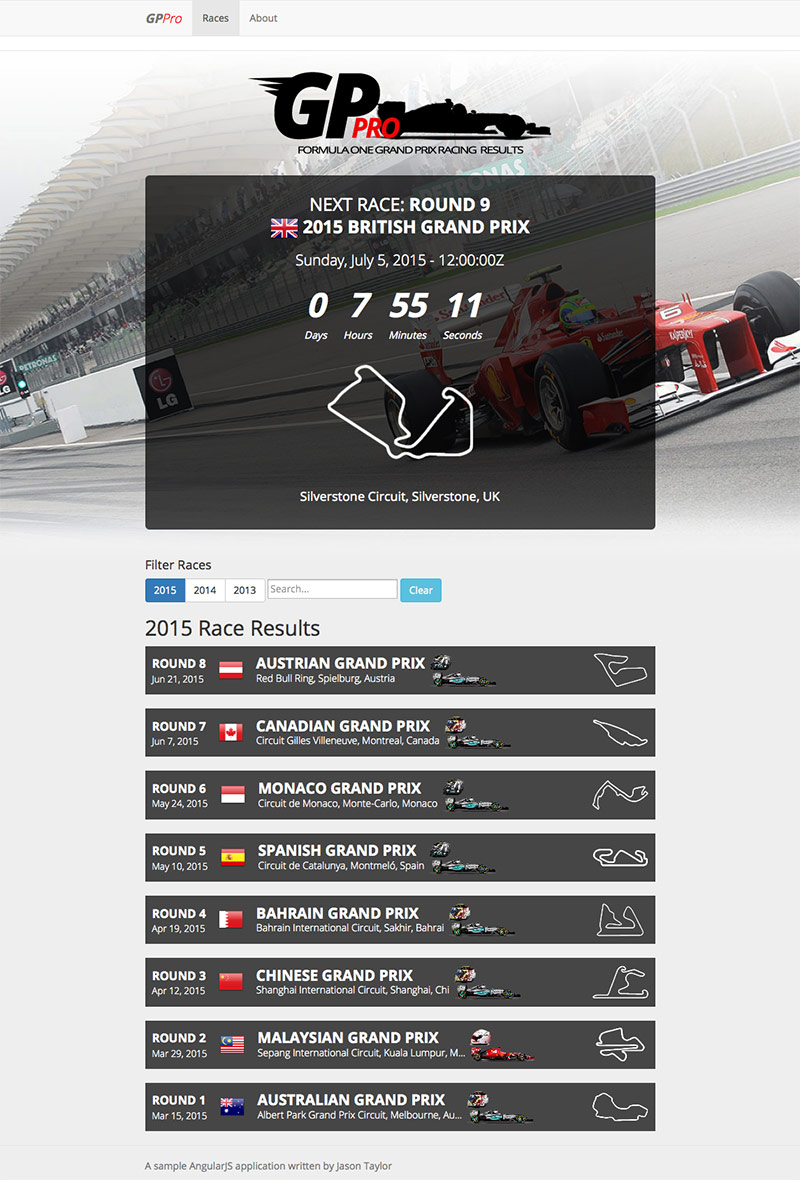 GPPro Races About
GP
PRO
FORMULA ONE GRAND PRIX RACING RESULTS
PETRONAS
NEXT RACE: ROUND 9
2015 BRITISH GRAND PRIX
Sunday, July 5, 2015 - 12:00:00Z
0 7 55 11
Days Hours Minutes Seconds
Santander
6
KASPERSKY
PETRONAS
LG
LG
Silverstone Circuit, Silverstone, UK
Filter Races
2015 2014 2013 Search... Clear
2015 Race Results
ROUND 8 AUSTRIAN GRAND PRIX
Jun 21, 2015 Red Bull Ring, Spielburg, Austria
ROUND 7 CANADIAN GRAND PRIX
Jun 7, 2015 Circuit Gilles Villeneuve, Montreal, Canada
ROUND 6 MONACO GRAND PRIX
May 24, 2015 Circuit de Monaco, Monte-Carlo, Monaco
ROUND 5 SPANISH GRAND PRIX
May 10, 2015 Circuit de Catalunya, Montmeló, Spain
ROUND 4 BAHRAIN GRAND PRIX
Apr 19, 2015 Bahrain International Circuit, Sakhir, Bahrai
ROUND 3 CHINESE GRAND PRIX
Apr 12, 2015 Shanghai International Circuit, Shanghai, Chi
ROUND 2 MALAYSIAN GRAND PRIX
Mar 29, 2015 Sepang International Circuit, Kuala Lumpur, M...
ROUND 1 AUSTRALIAN GRAND PRIX
Mar 15, 2015 Albert Park Grand Prix Circuit, Melbourne, Au...
A sample AngularJS application written by Jason Taylor